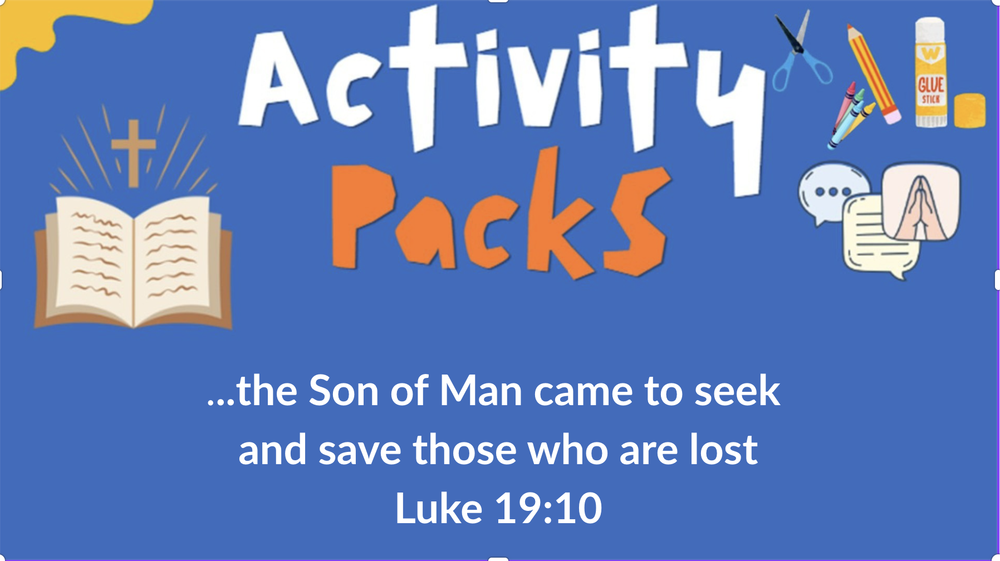 Activity
Packs
W
GLUE
STICK
...the Son of Man came to seek
and save those who are lost
Luke 19:10